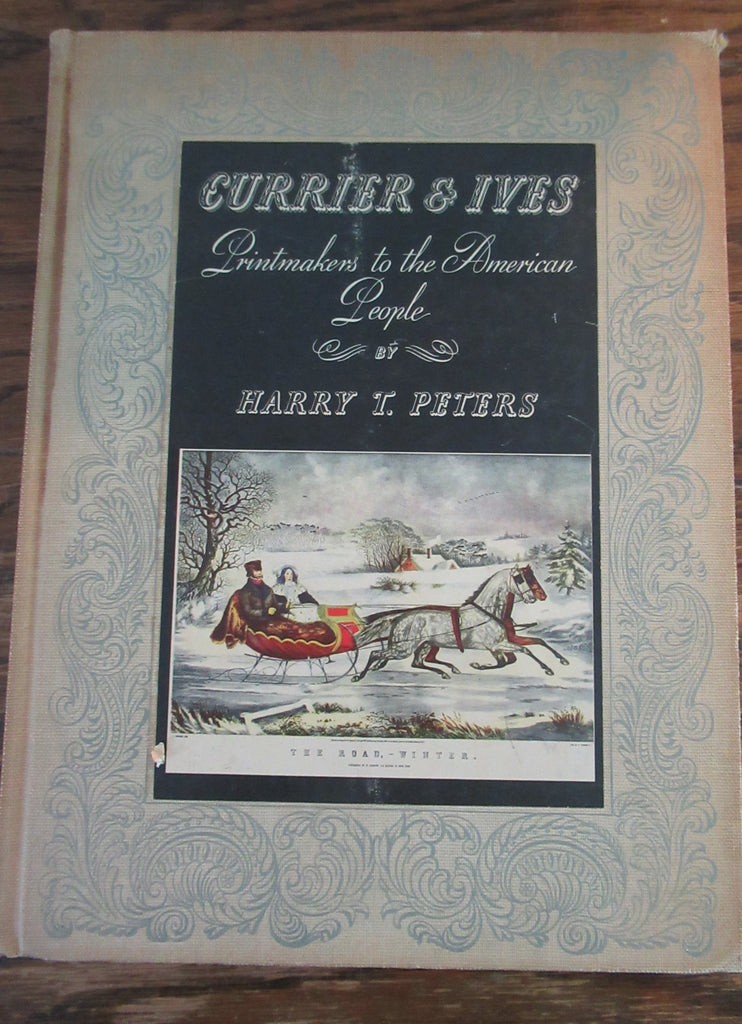 CURRIER & IVES
Printmakers to the American
People
BY
HARRY T. PETERS
THE ROAD,-WINTER.